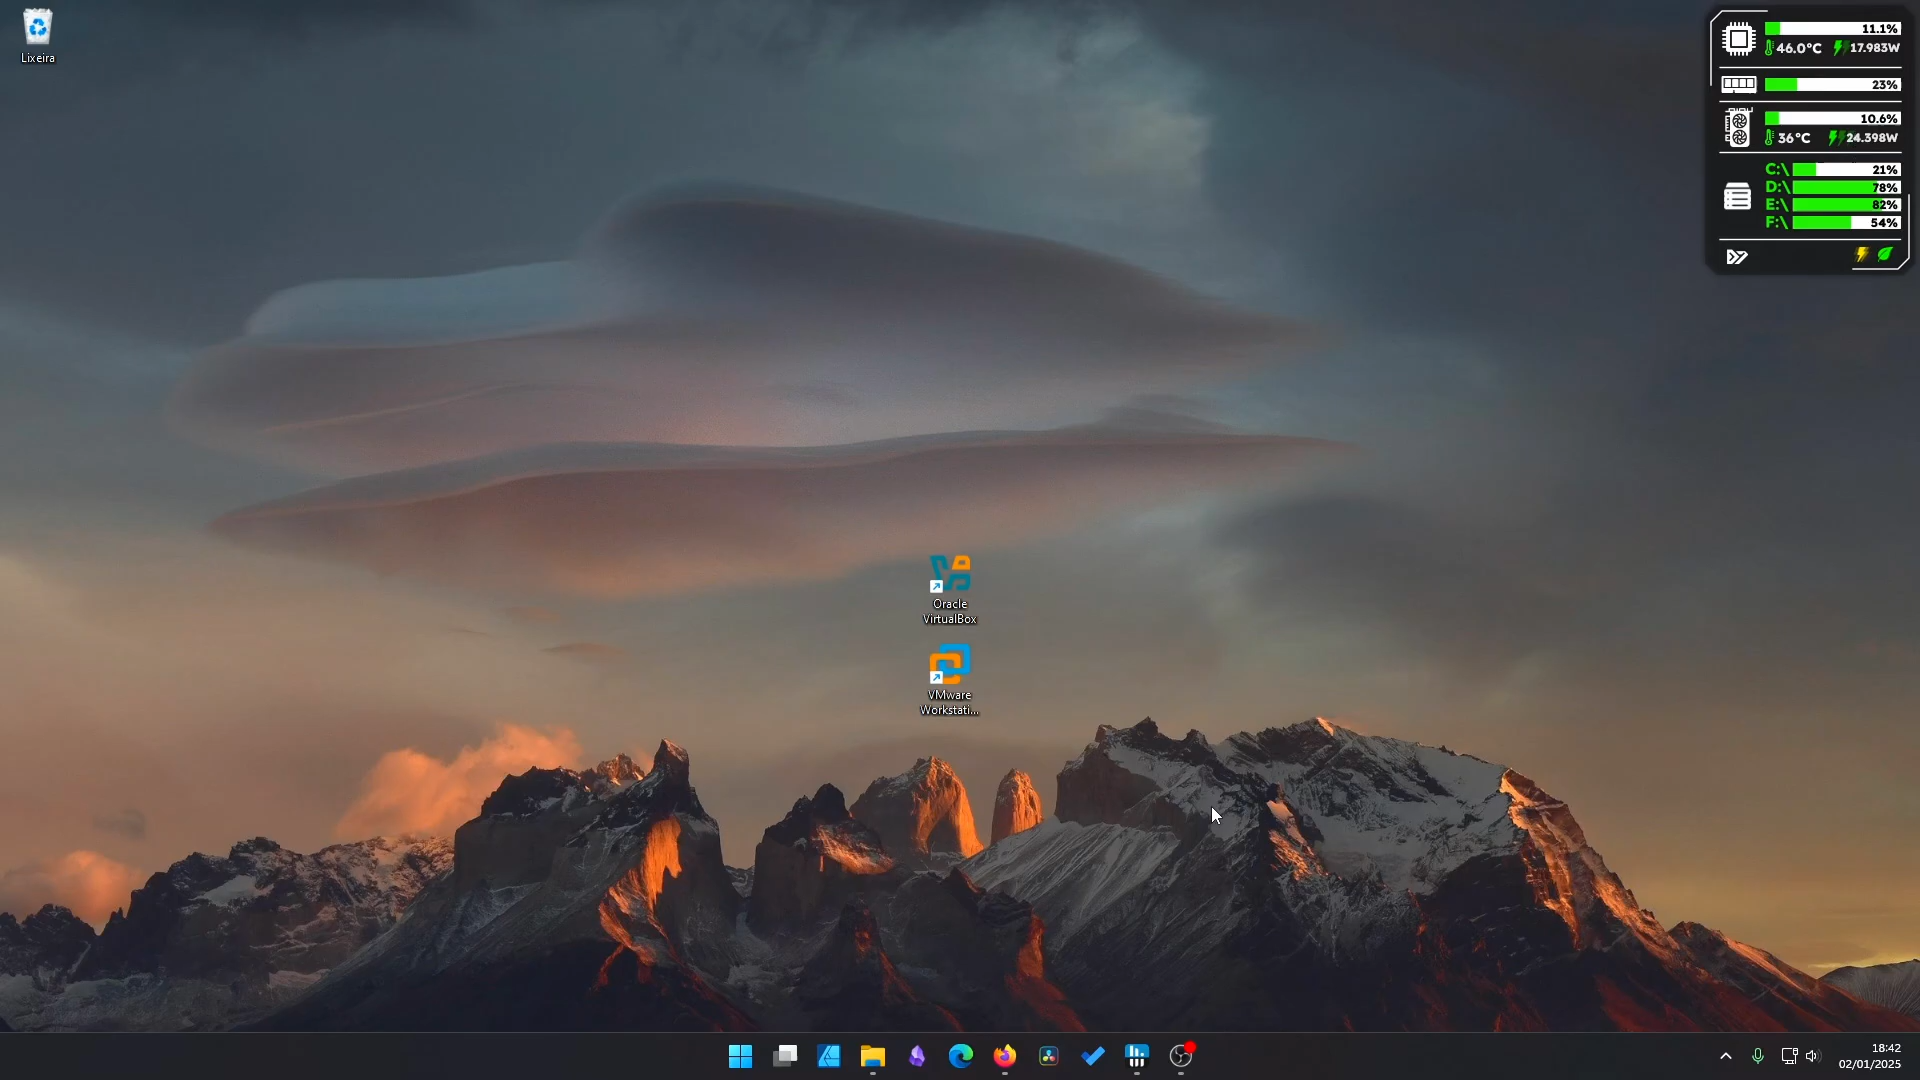 Lixeira
11.1%
46.0°C 17.983W
23%
10.6%
36°C 24.398W
C:\ 21%
D:\ 78%
E:\ 82%
F:\ 54%
Oracle
VirtualBox
VMware
Workstati...
18:42
02/01/2025